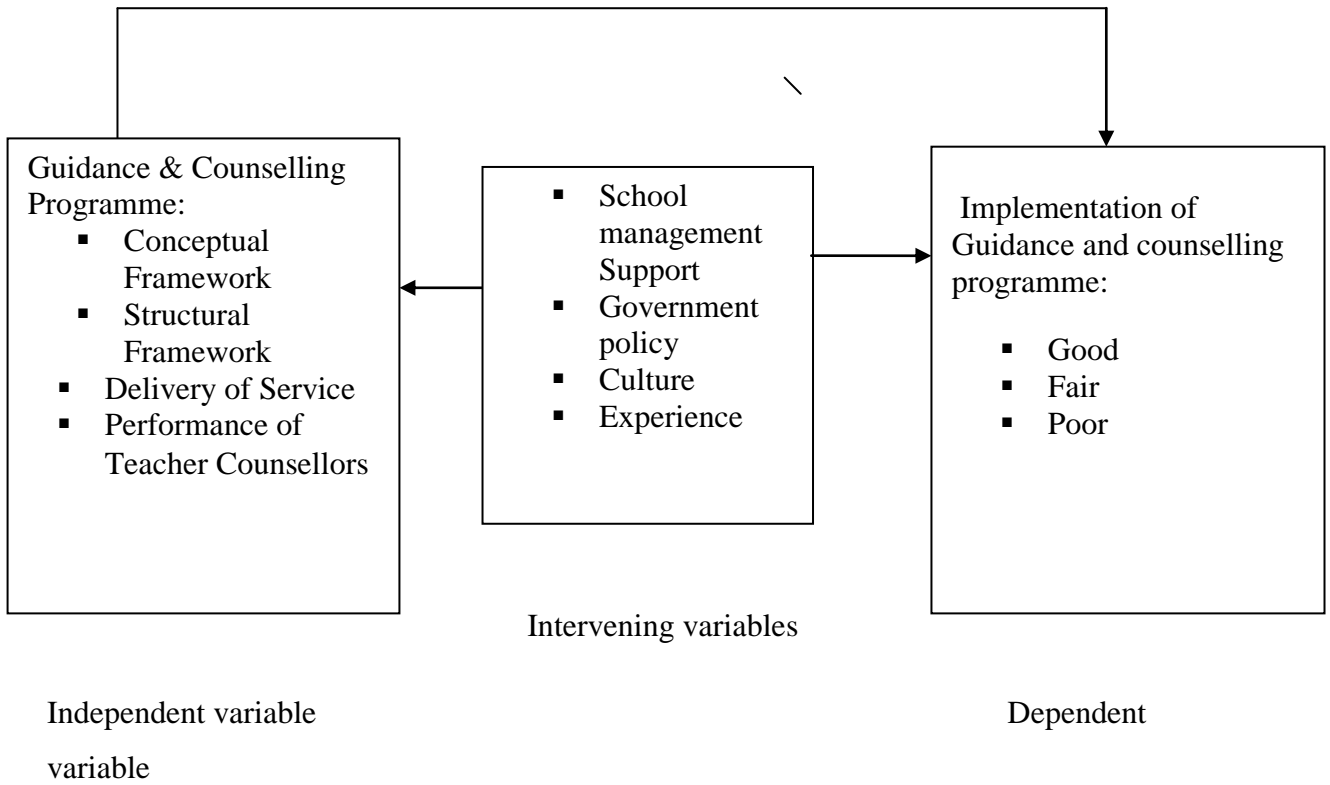 Guidance & Counselling
Programme:
▪ Conceptual
Framework
▪ Structural
Framework
▪ Delivery of Service
▪ Performance of
Teacher Counsellors
▪ School
management
Support
▪ Government
policy
▪ Culture
▪ Experience
Implementation of
Guidance and counselling
programme:
▪ Good
▪ Fair
▪ Poor
Intervening variables
Independent variable
Dependent
variable